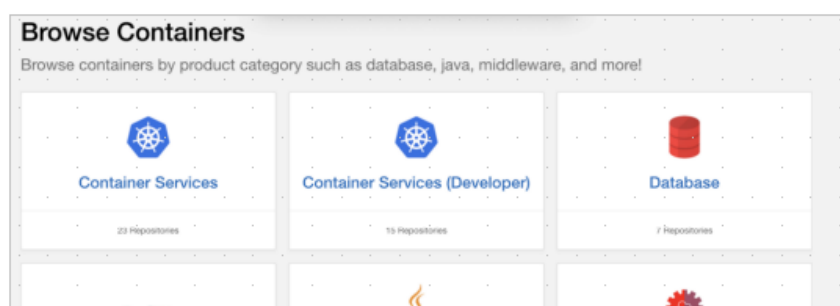 Browse Containers
Browse containers by product category such as database, java, middleware, and more!
Container Services
Container Services (Developer)
Database
23 Repositories
15 Repositories
7 Repositories